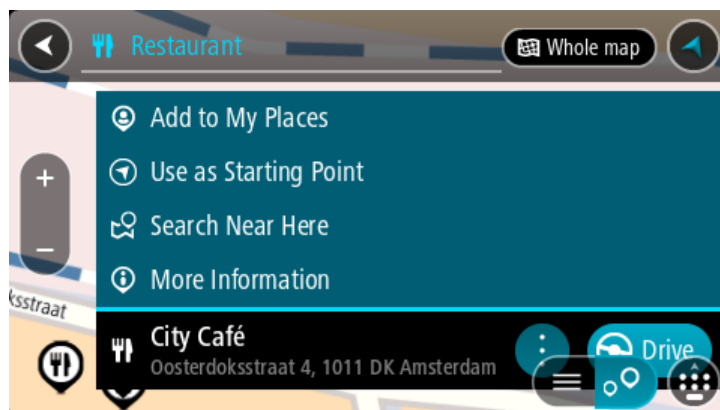 Restaurant
Whole map
Add to My Places
Use as Starting Point
Search Near Here
More Information
City Café
Drive
Oosterdoksstraat 4, 1011 DK Amsterdam